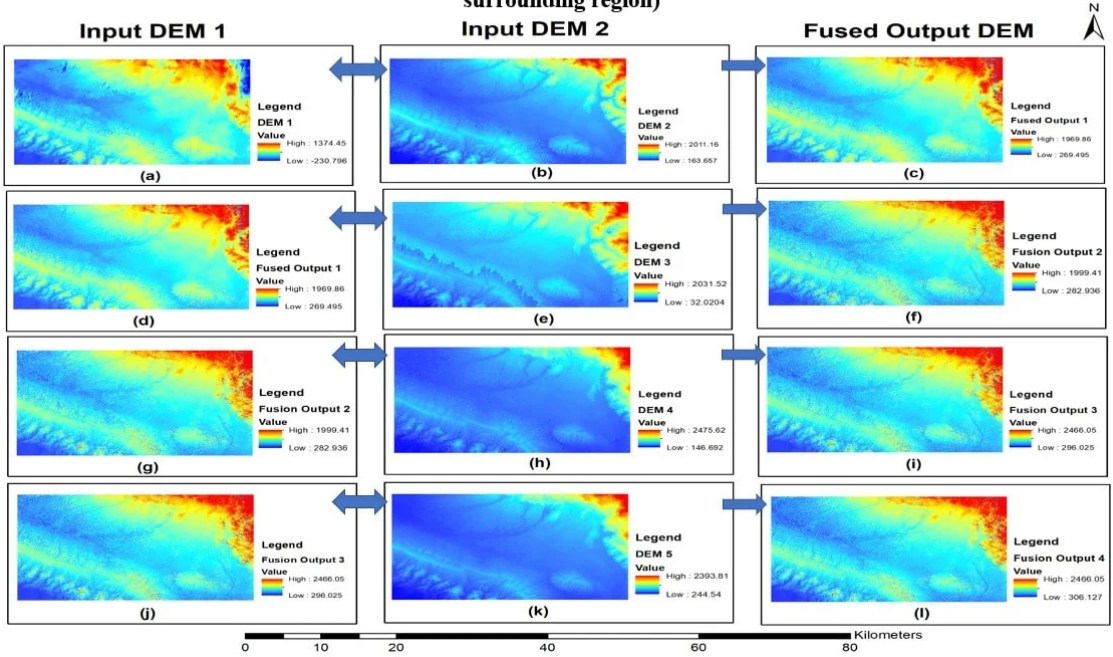 surrounding region)
N
Input DEM 1
Input DEM 2
Fused Output DEM
Legend
DEM 1
Value
High : 1374.45
Low : -230.796
(a)
Legend
DEM 2
Value
High : 2011.16
Low : 163.657
(b)
Legend
Fused Output 1
Value
High : 1969.86
Low : 269.495
(c)
Legend
Fused Output 1
Value
High : 1969.86
Low : 269.495
(d)
Legend
DEM 3
Value
High : 2031.52
Low : 32.0204
(e)
Legend
Fusion Output 2
Value
High : 1999.41
Low : 282.936
(f)
Legend
Fusion Output 2
Value
High : 1999.41
Low : 282.936
(g)
Legend
DEM 4
Value
High : 2475.62
Low : 146.692
(h)
Legend
Fusion Output 3
Value
High : 2466.05
Low : 296.025
(i)
Legend
Fusion Output 3
Value
High : 2466.05
Low : 296.025
(j)
Legend
DEM 5
Value
High : 2393.81
Low : 244.54
(k)
Legend
Fusion Output 4
Value
High : 2466.05
Low : 306.127
(l)
Kilometers
0 10 20 40 60 80